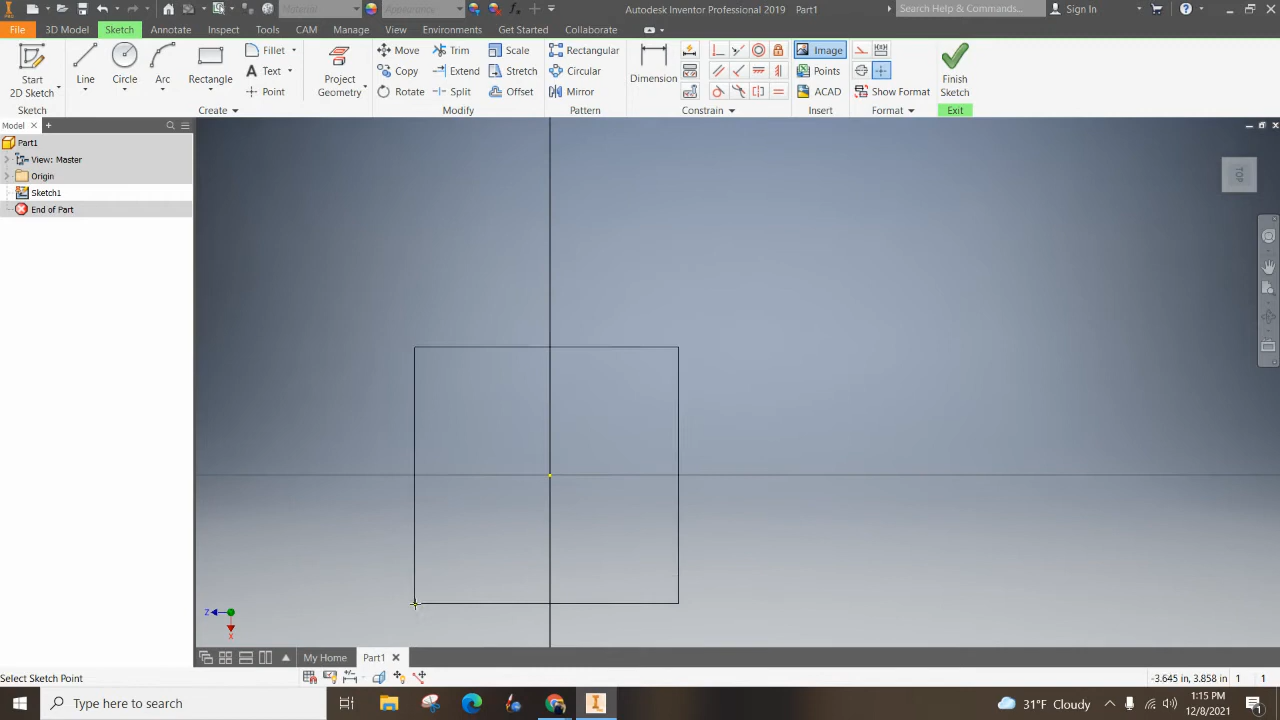 Material
Appearance
Autodesk Inventor Professional 2019 Part1
Search Help & Commands...
Sign In
File 3D Model Sketch Annotate Inspect Tools CAM Manage View Environments Get Started Collaborate
Start 2D Sketch
Line
Circle
Arc
Rectangle
Fillet
Text
Point
Project Geometry
Move
Copy
Rotate
Trim
Extend
Split
Scale
Stretch
Offset
Rectangular
Circular
Mirror
Dimension
Image
Points
ACAD
Show Format
Finish Sketch
Sketch
Create
Modify
Pattern
Constrain
Insert
Format
Exit
Model
Part1
View: Master
Origin
Sketch1
End of Part
TOP
Z
X
My Home
Part1
Select Sketch Point
-3.645 in, 3.858 in 1 1
Type here to search
31°F Cloudy
1:15 PM
12/8/2021